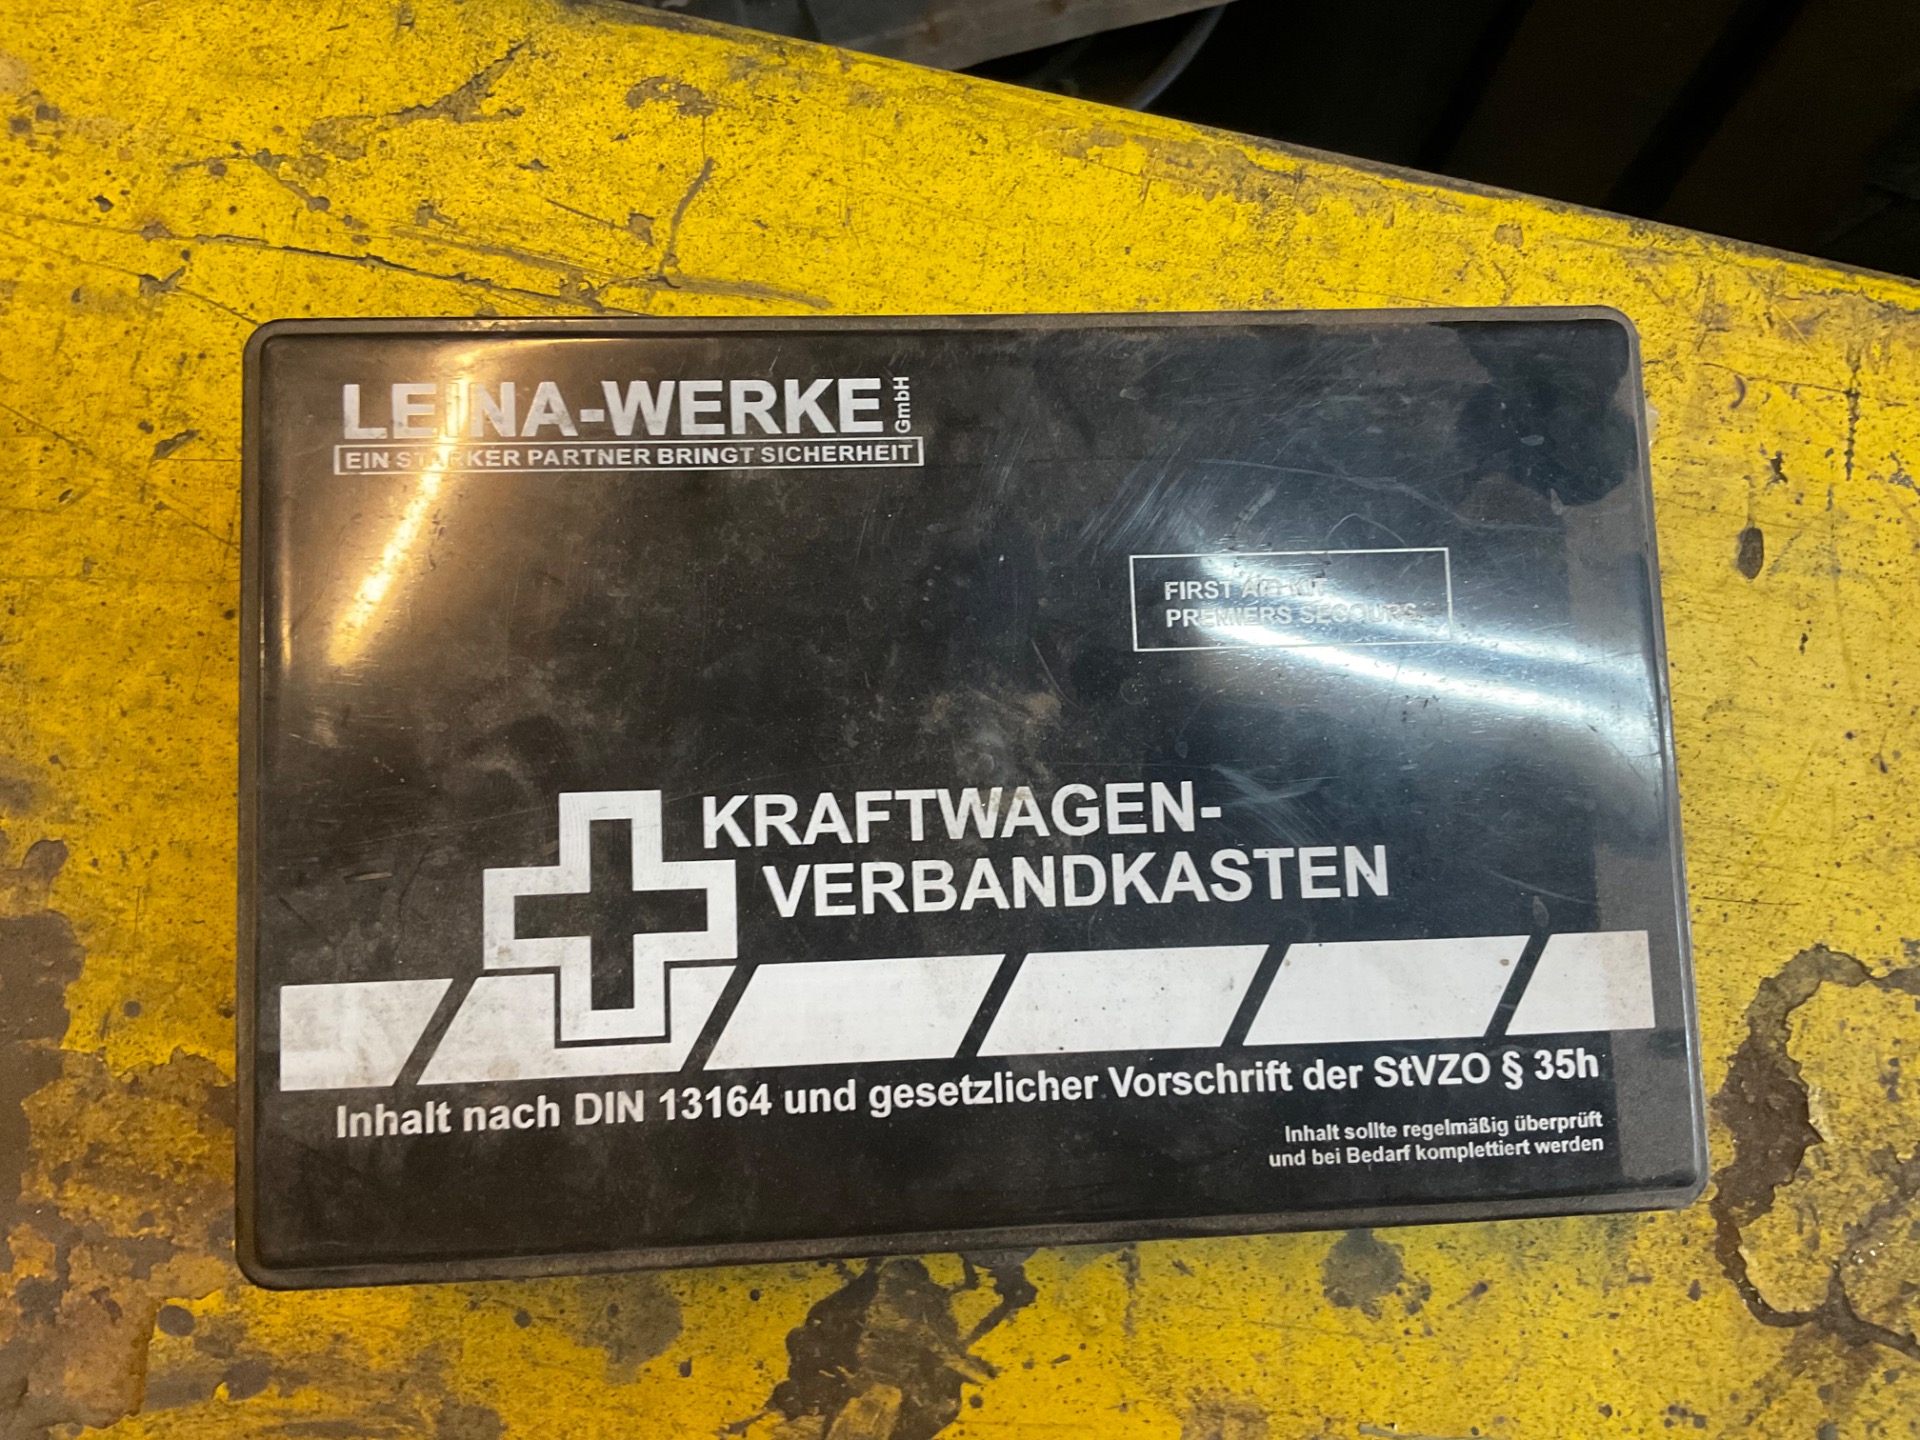 LEINA-WERKE GmbH
EIN STARKER PARTNER BRINGT SICHERHEIT
FIRST AID KIT
PREMIERS SECOURS
KRAFTWAGEN-
VERBANDKASTEN
Inhalt nach DIN 13164 und gesetzlicher Vorschrift der StVZO § 35h
Inhalt sollte regelmäßig überprüft
und bei Bedarf komplettiert werden